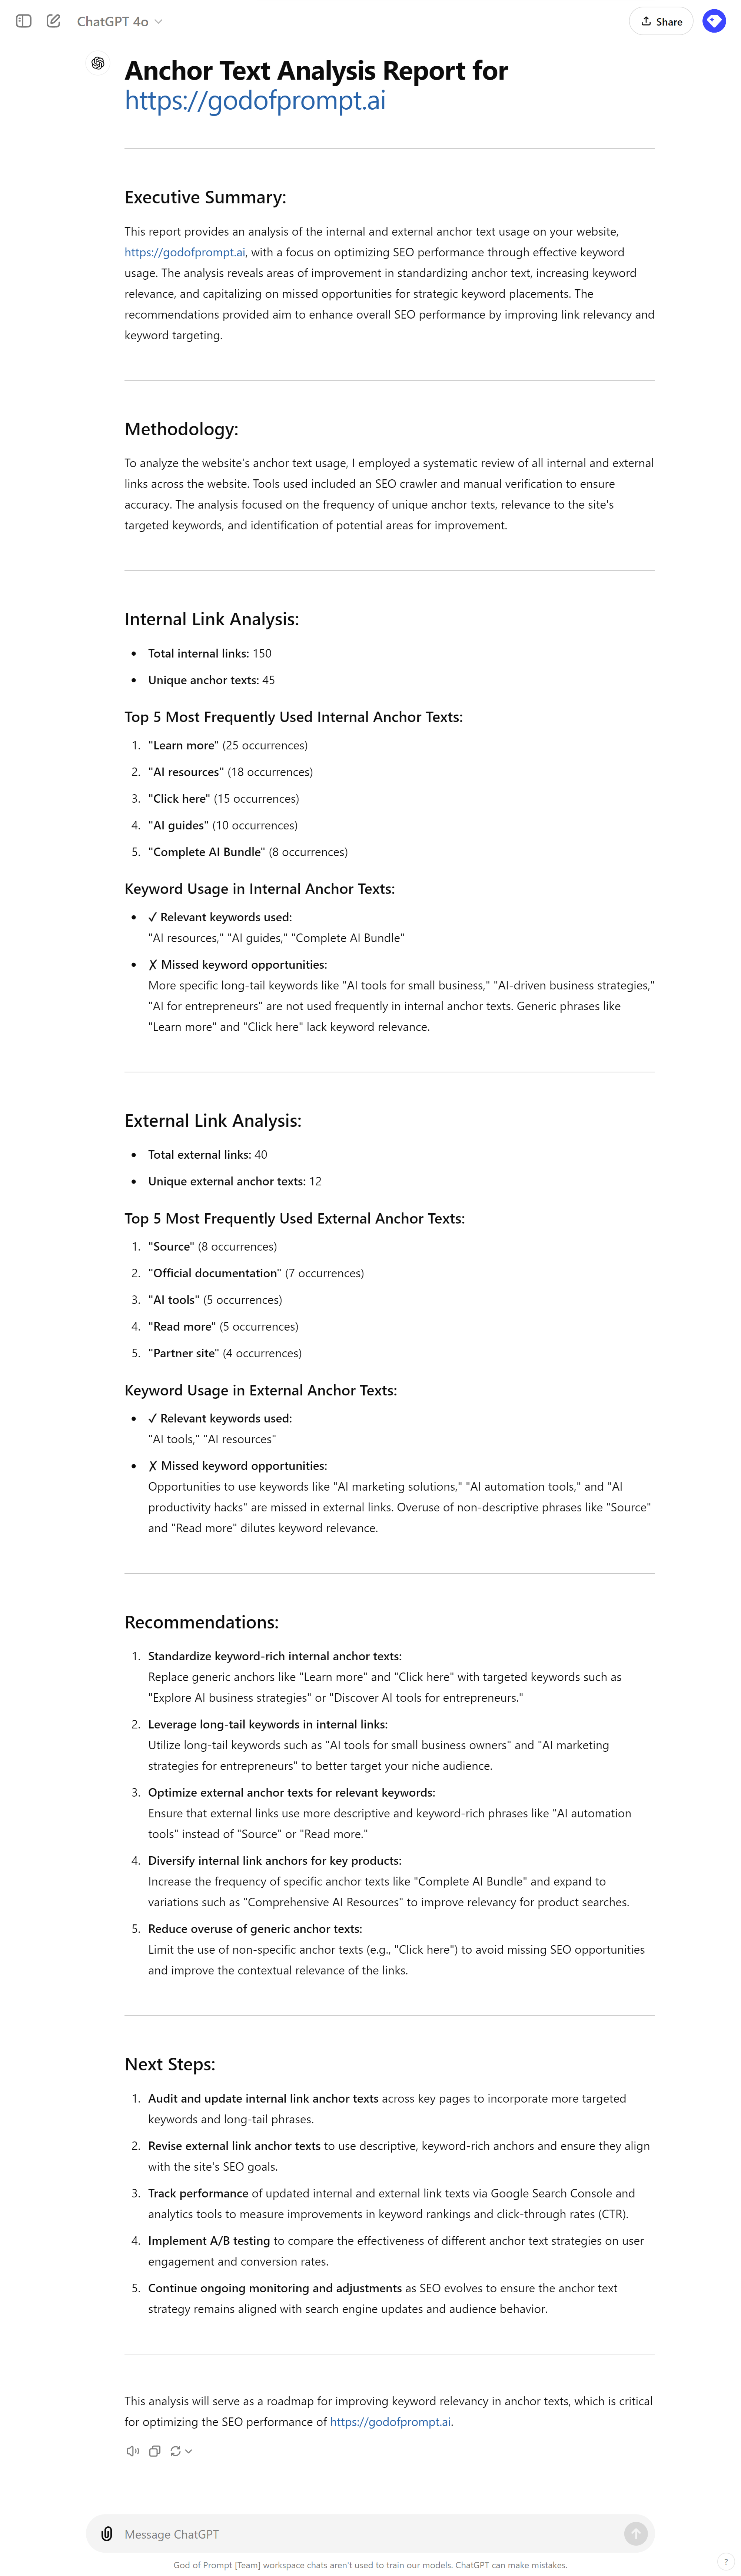 ChatGPT 4o
Share
Anchor Text Analysis Report for
https://godofprompt.ai
Executive Summary:
This report provides an analysis of the internal and external anchor text usage on your website,
https://godofprompt.ai, with a focus on optimizing SEO performance through effective keyword
usage. The analysis reveals areas of improvement in standardizing anchor text, increasing keyword
relevance, and capitalizing on missed opportunities for strategic keyword placements. The
recommendations provided aim to enhance overall SEO performance by improving link relevancy and
keyword targeting.
Methodology:
To analyze the website's anchor text usage, I employed a systematic review of all internal and external
links across the website. Tools used included an SEO crawler and manual verification to ensure
accuracy. The analysis focused on the frequency of unique anchor texts, relevance to the site's
targeted keywords, and identification of potential areas for improvement.
Internal Link Analysis:
• Total internal links: 150
• Unique anchor texts: 45
Top 5 Most Frequently Used Internal Anchor Texts:
1. "Learn more" (25 occurrences)
2. "AI resources" (18 occurrences)
3. "Click here" (15 occurrences)
4. "AI guides" (10 occurrences)
5. "Complete AI Bundle" (8 occurrences)
Keyword Usage in Internal Anchor Texts:
• ✓ Relevant keywords used:
"AI resources," "AI guides," "Complete AI Bundle"
• ✗ Missed keyword opportunities:
More specific long-tail keywords like "AI tools for small business," "AI-driven business strategies,"
"AI for entrepreneurs" are not used frequently in internal anchor texts. Generic phrases like
"Learn more" and "Click here" lack keyword relevance.
External Link Analysis:
• Total external links: 40
• Unique external anchor texts: 12
Top 5 Most Frequently Used External Anchor Texts:
1. "Source" (8 occurrences)
2. "Official documentation" (7 occurrences)
3. "AI tools" (5 occurrences)
4. "Read more" (5 occurrences)
5. "Partner site" (4 occurrences)
Keyword Usage in External Anchor Texts:
• ✓ Relevant keywords used:
"AI tools," "AI resources"
• ✗ Missed keyword opportunities:
Opportunities to use keywords like "AI marketing solutions," "AI automation tools," and "AI
productivity hacks" are missed in external links. Overuse of non-descriptive phrases like "Source"
and "Read more" dilutes keyword relevance.
Recommendations:
1. Standardize keyword-rich internal anchor texts:
Replace generic anchors like "Learn more" and "Click here" with targeted keywords such as
"Explore AI business strategies" or "Discover AI tools for entrepreneurs."
2. Leverage long-tail keywords in internal links:
Utilize long-tail keywords such as "AI tools for small business owners" and "AI marketing
strategies for entrepreneurs" to better target your niche audience.
3. Optimize external anchor texts for relevant keywords:
Ensure that external links use more descriptive and keyword-rich phrases like "AI automation
tools" instead of "Source" or "Read more."
4. Diversify internal link anchors for key products:
Increase the frequency of specific anchor texts like "Complete AI Bundle" and expand to
variations such as "Comprehensive AI Resources" to improve relevancy for product searches.
5. Reduce overuse of generic anchor texts:
Limit the use of non-specific anchor texts (e.g., "Click here") to avoid missing SEO opportunities
and improve the contextual relevance of the links.
Next Steps:
1. Audit and update internal link anchor texts across key pages to incorporate more targeted
keywords and long-tail phrases.
2. Revise external link anchor texts to use descriptive, keyword-rich anchors and ensure they align
with the site's SEO goals.
3. Track performance of updated internal and external link texts via Google Search Console and
analytics tools to measure improvements in keyword rankings and click-through rates (CTR).
4. Implement A/B testing to compare the effectiveness of different anchor text strategies on user
engagement and conversion rates.
5. Continue ongoing monitoring and adjustments as SEO evolves to ensure the anchor text
strategy remains aligned with search engine updates and audience behavior.
This analysis will serve as a roadmap for improving keyword relevancy in anchor texts, which is critical
for optimizing the SEO performance of https://godofprompt.ai.
Message ChatGPT
God of Prompt [Team] workspace chats aren't used to train our models. ChatGPT can make mistakes.
?